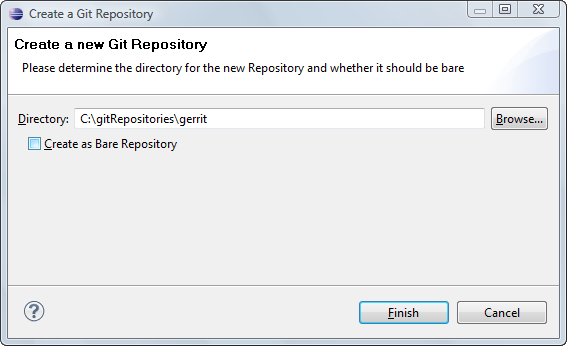 Create a Git Repository
Create a new Git Repository
Please determine the directory for the new Repository and whether it should be bare
Directory: C:\gitRepositories\gerrit Browse...
Create as Bare Repository
? Finish Cancel